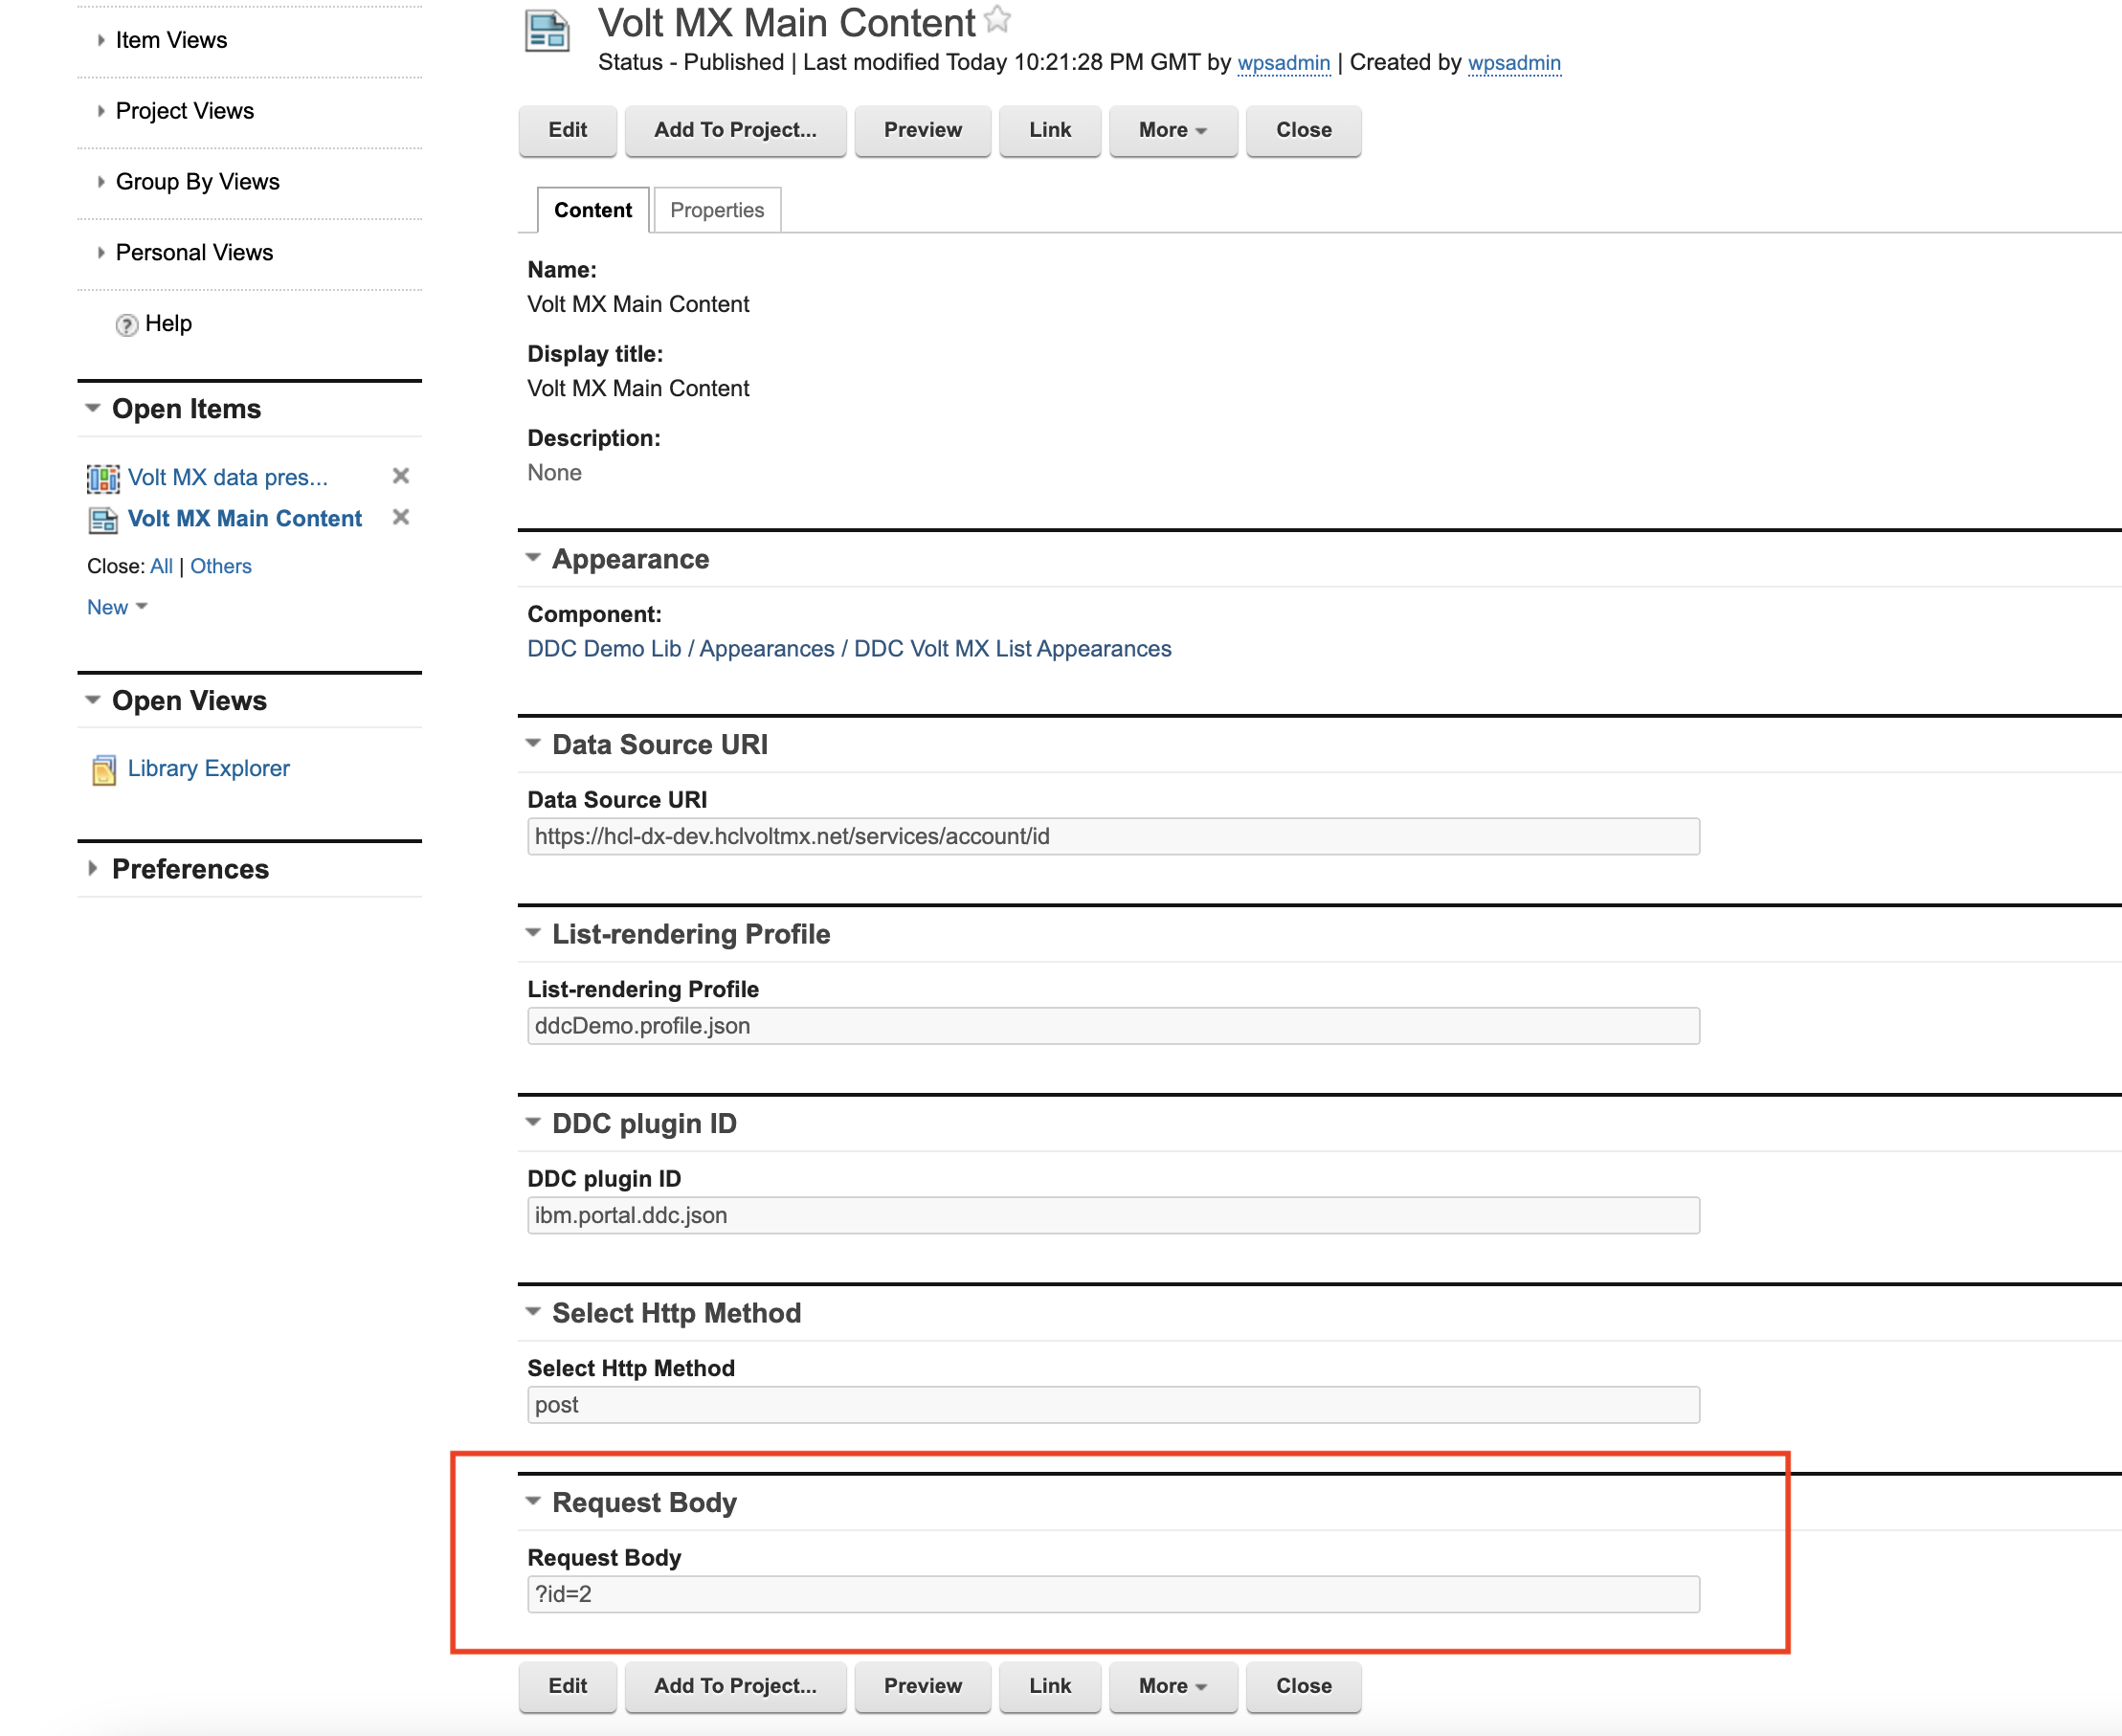 Item Views
Project Views
Group By Views
Personal Views
? Help
Open Items
Volt MX data pres...
Volt MX Main Content
Close: All | Others
New
Open Views
Library Explorer
Preferences
Volt MX Main Content
Status - Published | Last modified Today 10:21:28 PM GMT by wpsadmin | Created by wpsadmin
Edit Add To Project... Preview Link More Close
Content Properties
Name:
Volt MX Main Content
Display title:
Volt MX Main Content
Description:
None
Appearance
Component:
DDC Demo Lib / Appearances / DDC Volt MX List Appearances
Data Source URI
Data Source URI
https://hcl-dx-dev.hclvoltmx.net/services/account/id
List-rendering Profile
List-rendering Profile
ddcDemo.profile.json
DDC plugin ID
DDC plugin ID
ibm.portal.ddc.json
Select Http Method
Select Http Method
post
Request Body
Request Body
?id=2
Edit Add To Project... Preview Link More Close